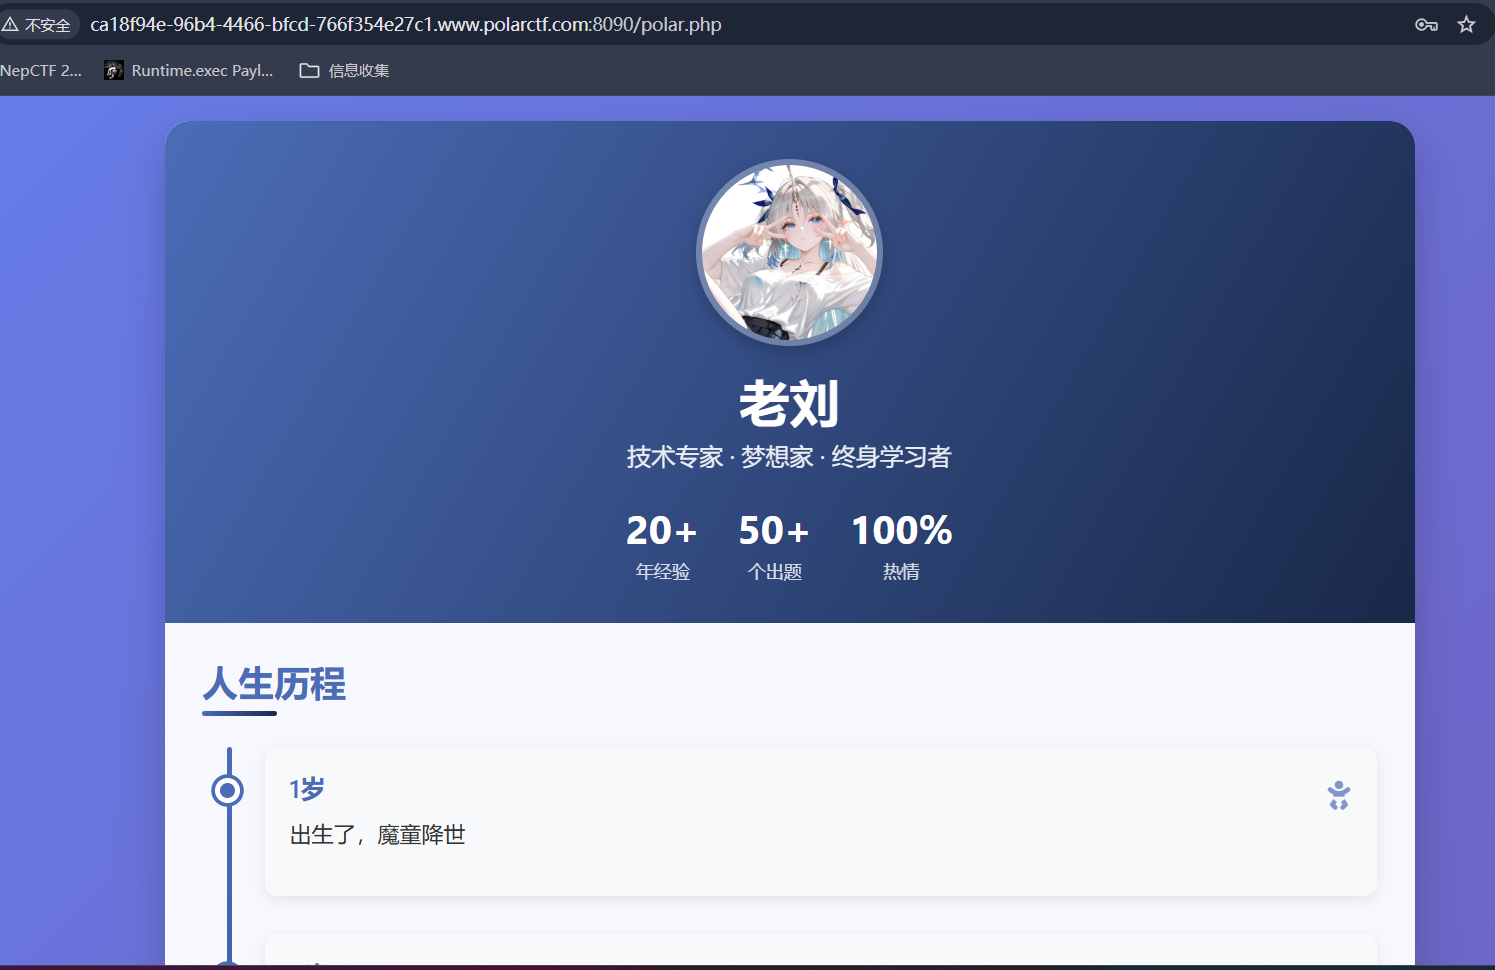 不安全 ca18f94e-96b4-4466-bfcd-766f354e27c1.www.polarctf.com:8090/polar.php
NepCTF 2... Runtime.exec Payl... 信息收集
老刘
技术专家 · 梦想家 · 终身学习者
20+ 50+ 100%
年经验 个出题 热情
人生历程
1岁
出生了，魔童降世